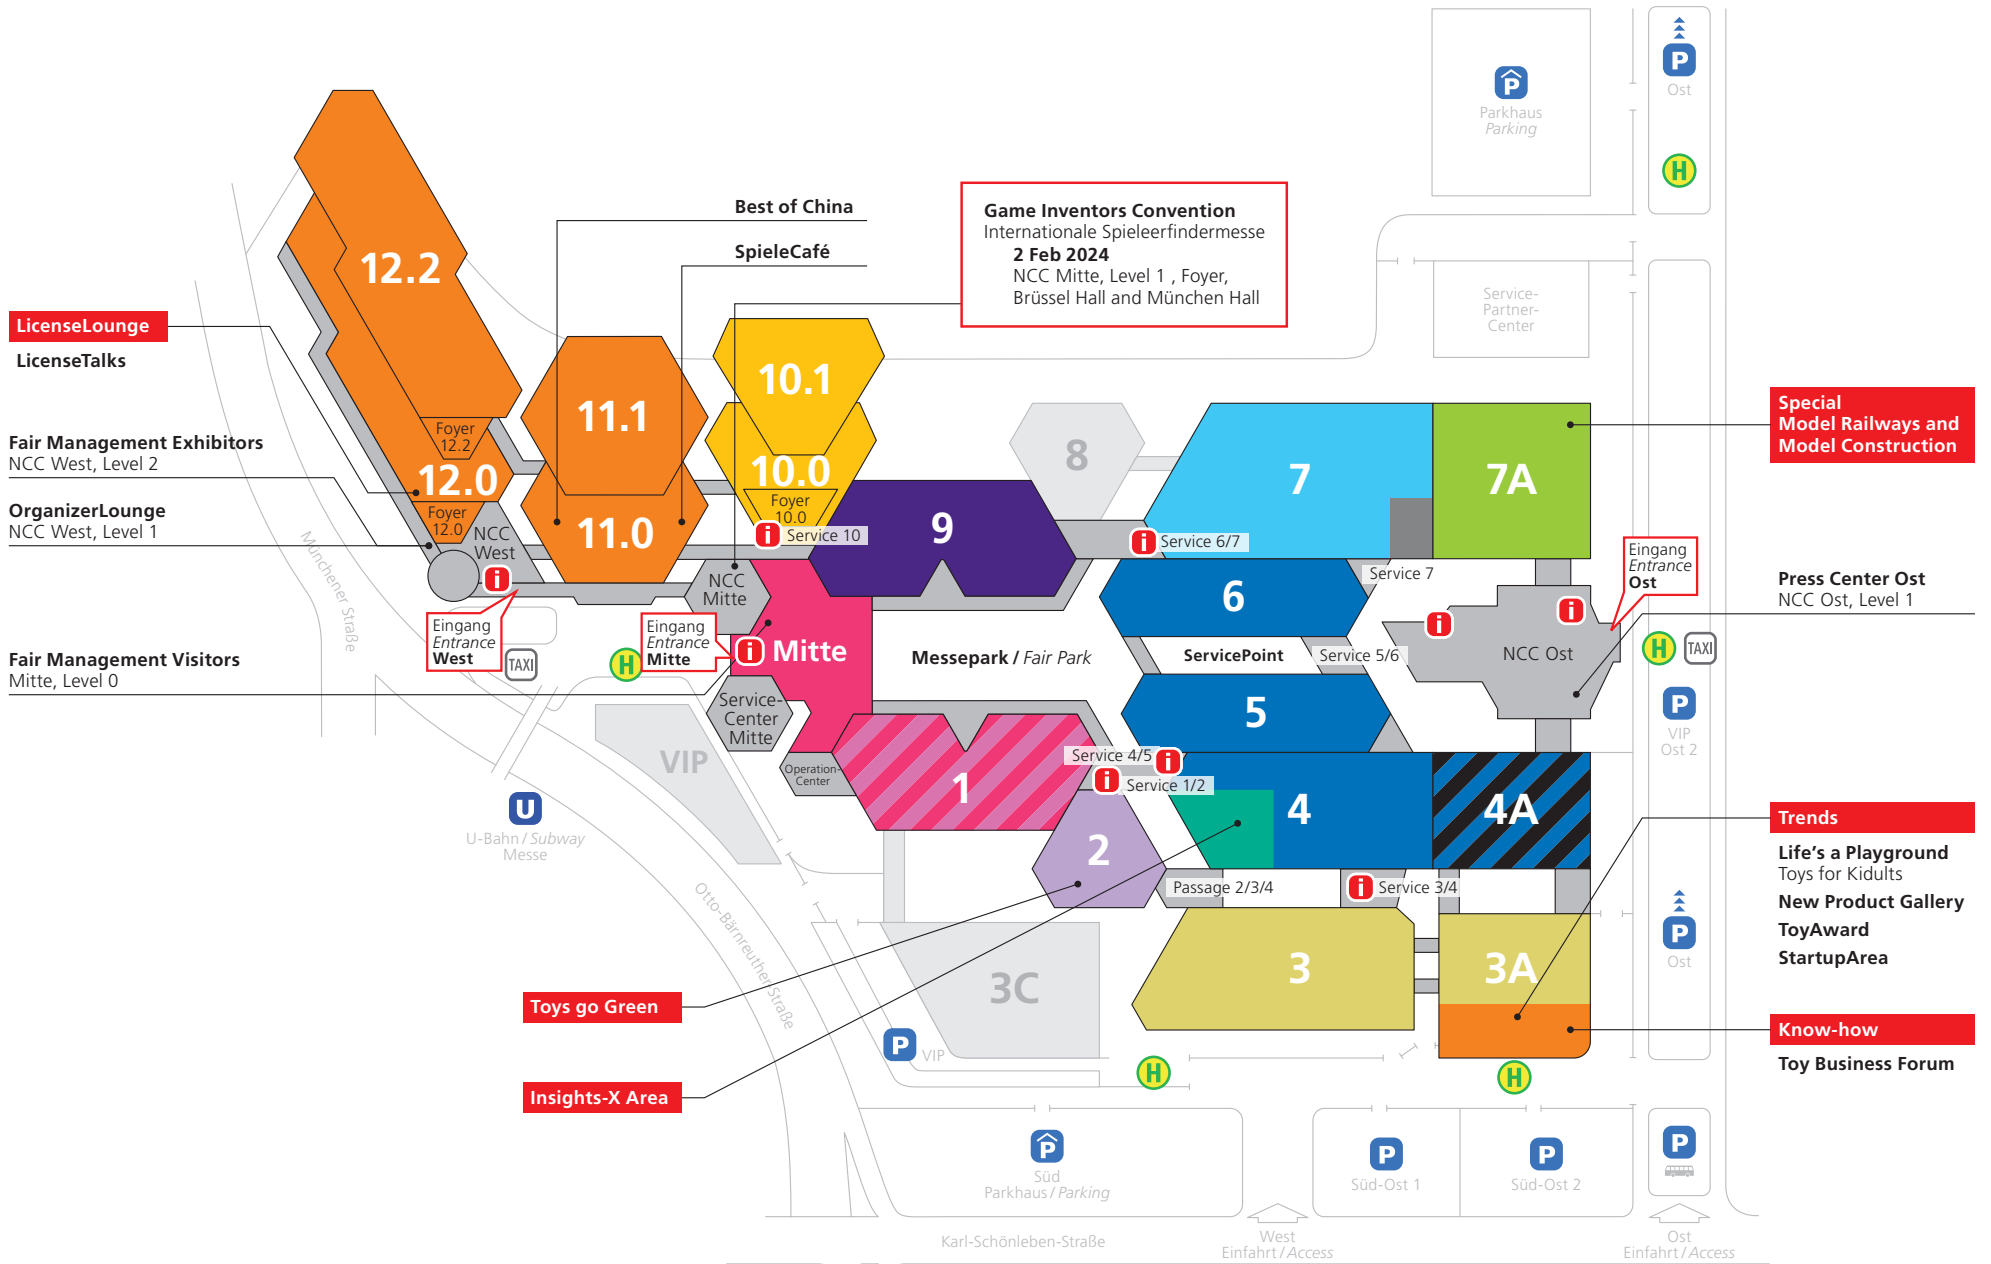 P
Ost
P
Parkhaus
Parking
H
12.2
Best of China
SpieleCafé
Game Inventors Convention
Internationale Spieleerfindermesse
2 Feb 2024
NCC Mitte, Level 1 , Foyer,
Brüssel Hall and München Hall
Service-
Partner-
Center
LicenseLounge
LicenseTalks
Fair Management Exhibitors
NCC West, Level 2
OrganizerLounge
NCC West, Level 1
Fair Management Visitors
Mitte, Level 0
Foyer
12.2
12.0
Foyer
12.0
NCC
West
i
11.1
11.0
10.1
10.0
Foyer
10.0
i
Service 10
9
8
7
7A
i
Service 6/7
Service 7
Special
Model Railways and
Model Construction
Eingang
Entrance
West
TAXI
H
Eingang
Entrance
Mitte
i
NCC
Mitte
Mitte
Messepark / Fair Park
6
ServicePoint
Service 5/6
5
i
i
NCC Ost
Eingang
Entrance
Ost
Press Center Ost
NCC Ost, Level 1
H
TAXI
P
VIP
Ost 2
Münchener Straße
Service-
Center
Mitte
Operation-
Center
VIP
U
U-Bahn / Subway
Messe
1
Service 4/5
i
i
Service 1/2
2
4
4A
Passage 2/3/4
i
Service 3/4
3
3A
3C
Otto-Bärnreuther-Straße
Trends
Life's a Playground
Toys for Kidults
New Product Gallery
ToyAward
StartupArea
Know-how
Toy Business Forum
P
Ost
Toys go Green
Insights-X Area
P
VIP
H
H
P
Süd
Parkhaus / Parking
P
Süd-Ost 1
P
Süd-Ost 2
P
Karl-Schönleben-Straße
West
Einfahrt / Access
Ost
Einfahrt / Access